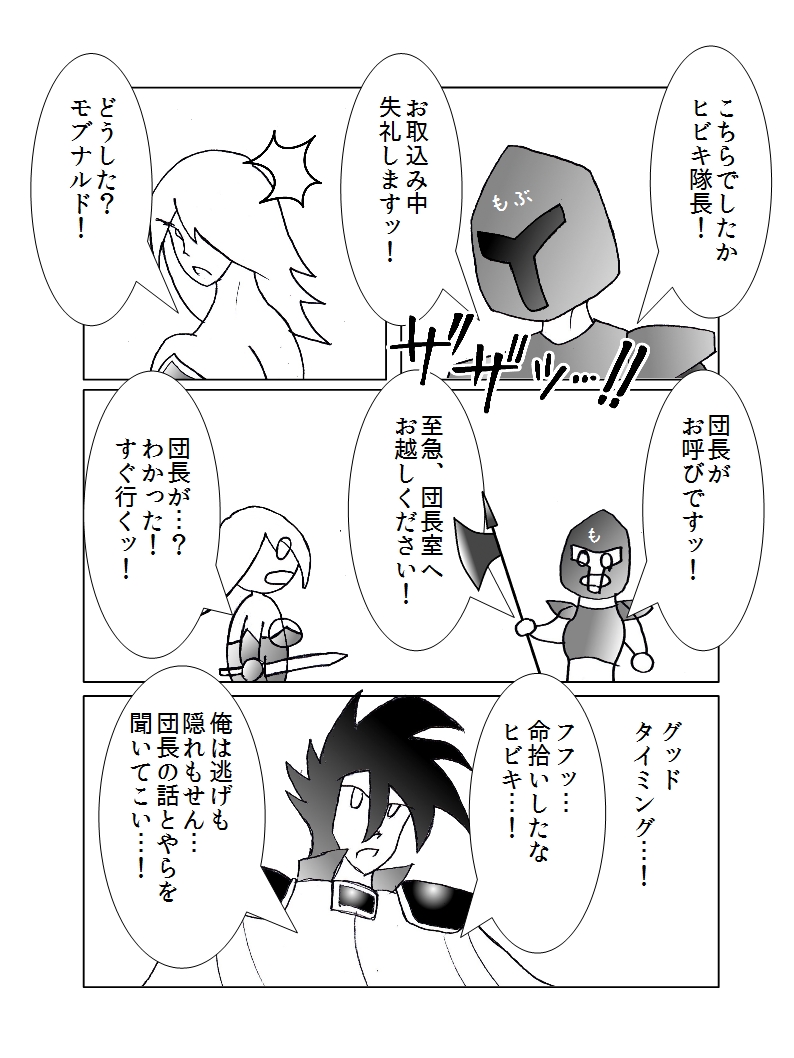 こちらでしたか
ヒビキ隊長！
もぶ
お取込み中
失礼しますッ！
ザザザッ…!!
どうした？
モブナルド！
団長が
お呼びですッ！
も
至急、団長室へ
お越しください！
団長が…？
わかった！
すぐ行くッ！
グッド
タイミング…！
フフッ…
命拾いしたな
ヒビキ…！
俺は逃げも
隠れもせん…
団長の話とやらを
聞いてこい…！